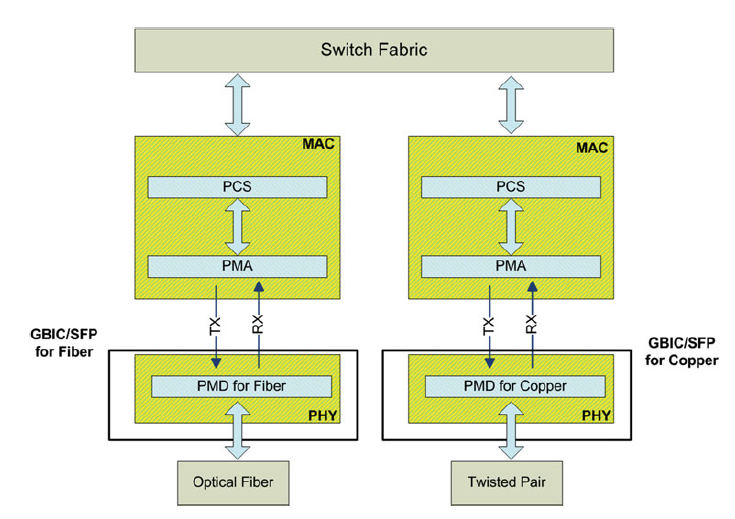 Switch Fabric
MAC
MAC
PCS
PCS
PMA
PMA
TX
RX
TX
RX
GBIC/SFP
for Fiber
GBIC/SFP
for Copper
PMD for Fiber
PMD for Copper
PHY
PHY
Optical Fiber
Twisted Pair